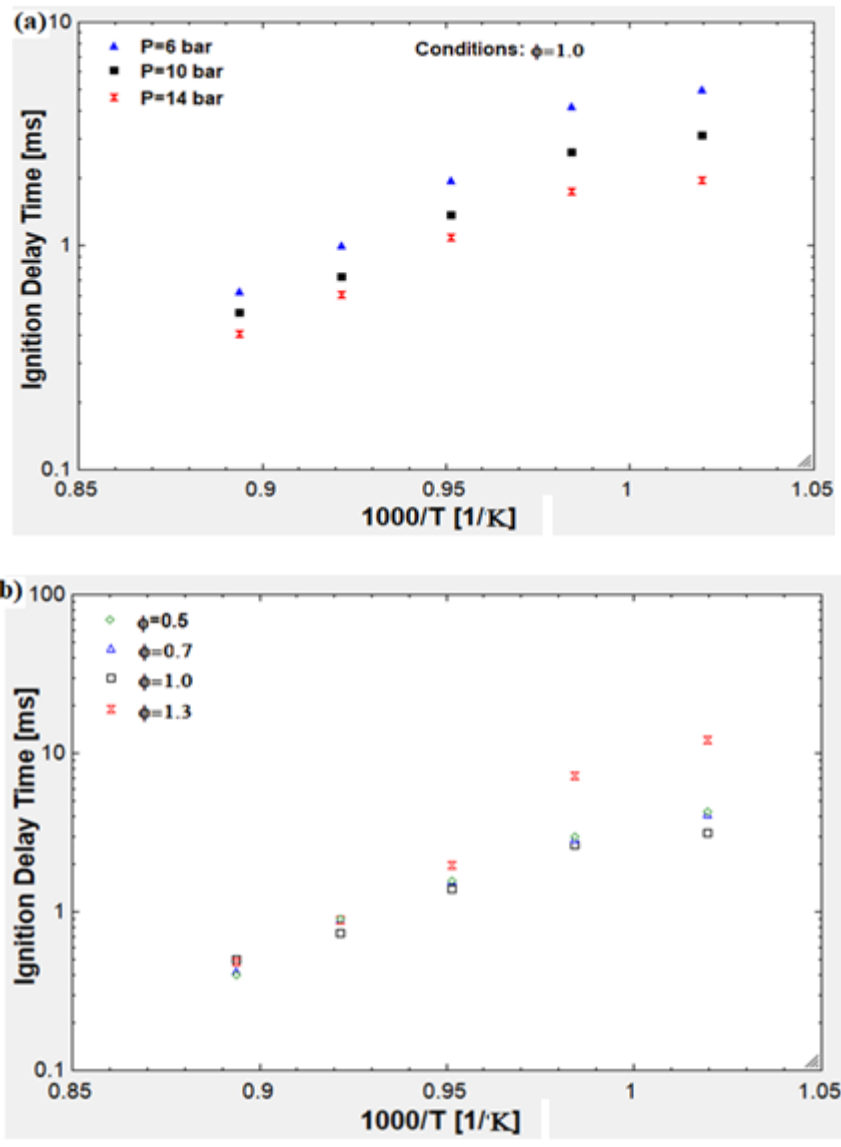 (a)
P=6 bar
P=10 bar
P=14 bar
Conditions: ϕ=1.0
Ignition Delay Time [ms]
10
1
0.1
0.85
0.9
0.95
1
1.05
1000/T [1/K]
b)
ϕ=0.5
ϕ=0.7
ϕ=1.0
ϕ=1.3
Ignition Delay Time [ms]
100
10
1
0.1
0.85
0.9
0.95
1
1.05
1000/T [1/K]